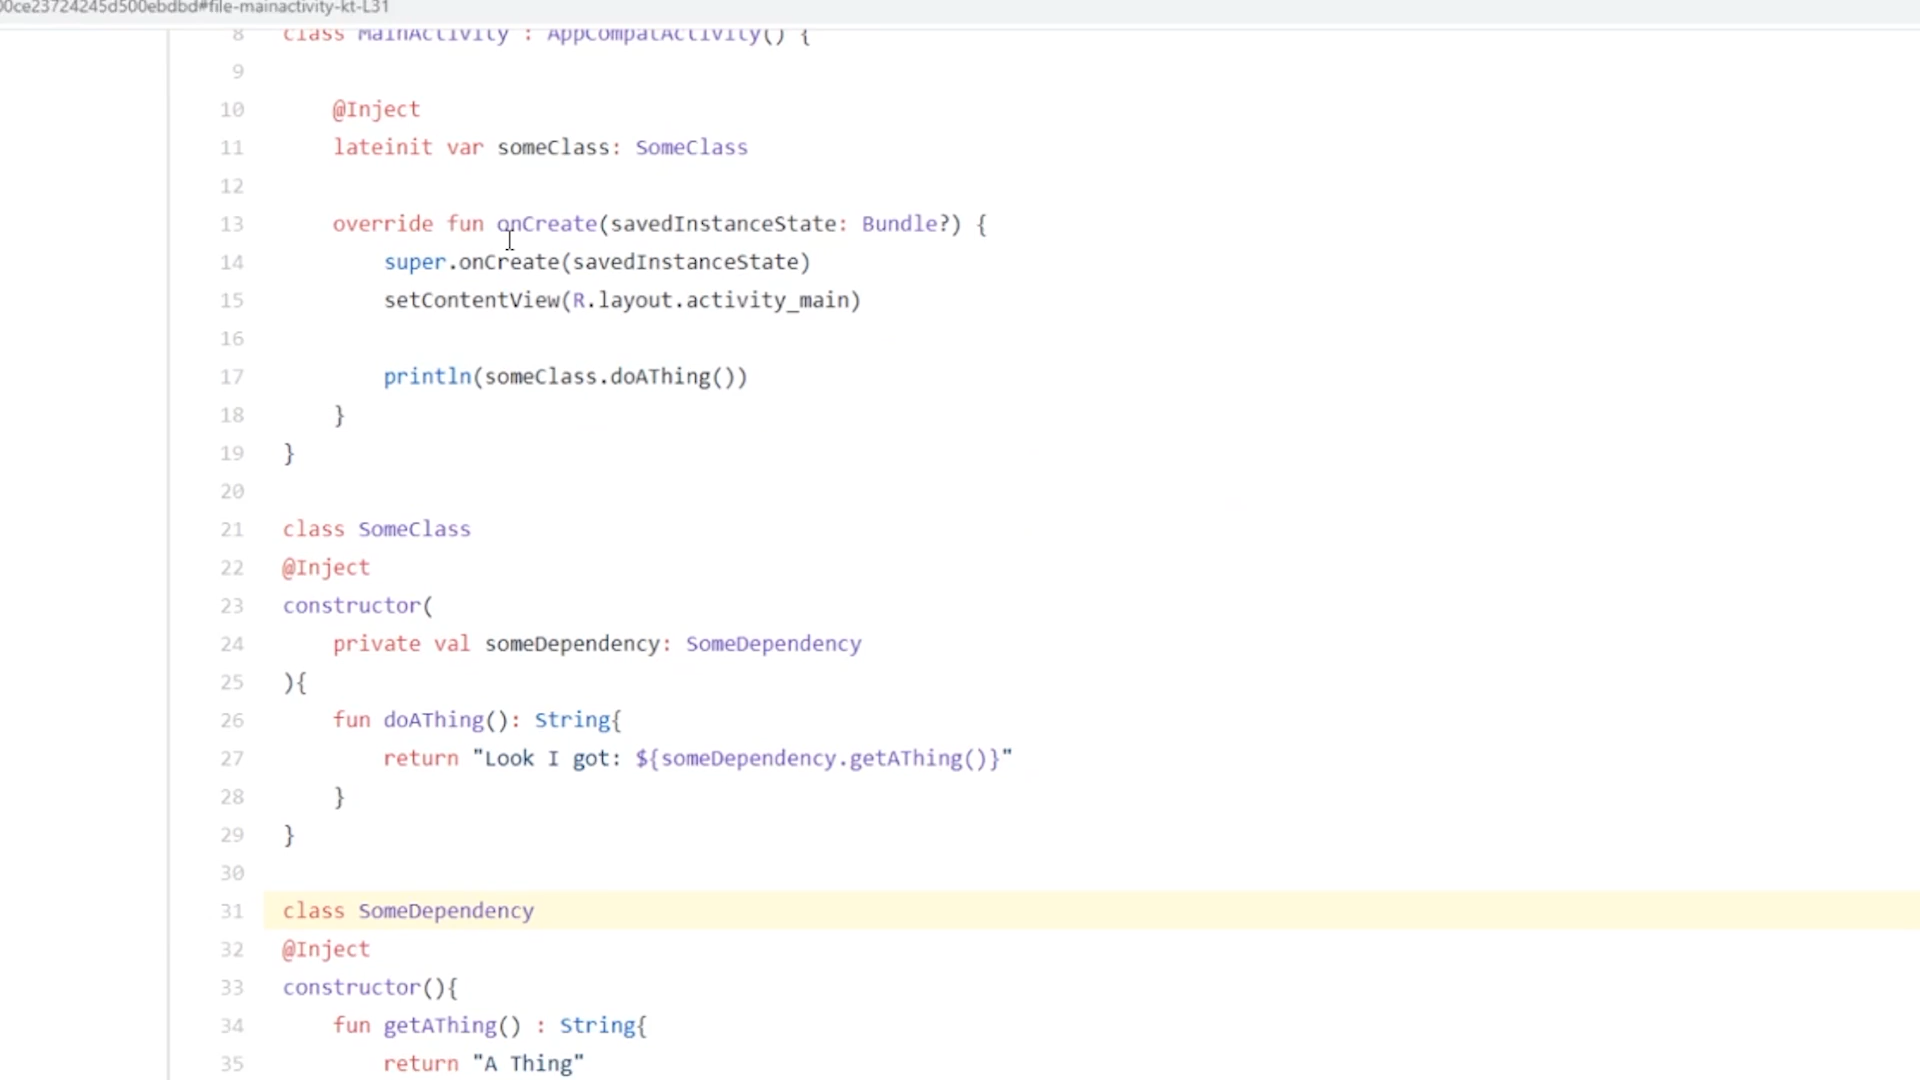 00ce23724245d500ebdbd#file-mainactivity-kt-L31
8 class MainActivity : AppCompatActivity() {
9
10 @Inject
11 lateinit var someClass: SomeClass
12
13 override fun onCreate(savedInstanceState: Bundle?) {
14 super.onCreate(savedInstanceState)
15 setContentView(R.layout.activity_main)
16
17 println(someClass.doAThing())
18 }
19 }
20
21 class SomeClass
22 @Inject
23 constructor(
24 private val someDependency: SomeDependency
25 ){
26 fun doAThing(): String{
27 return "Look I got: ${someDependency.getAThing()}"
28 }
29 }
30
31 class SomeDependency
32 @Inject
33 constructor(){
34 fun getAThing() : String{
35 return "A Thing"